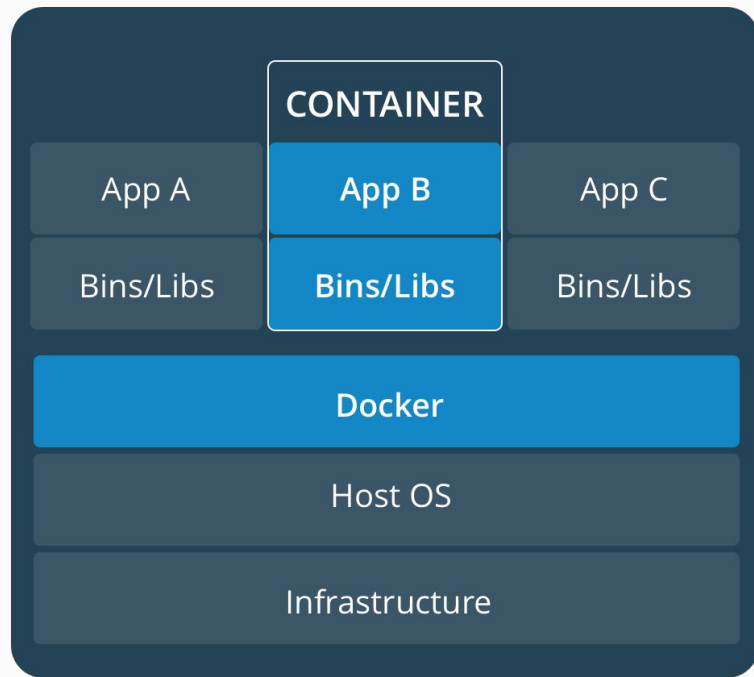 CONTAINER
App A
App B
App C
Bins/Libs
Bins/Libs
Bins/Libs
Docker
Host OS
Infrastructure